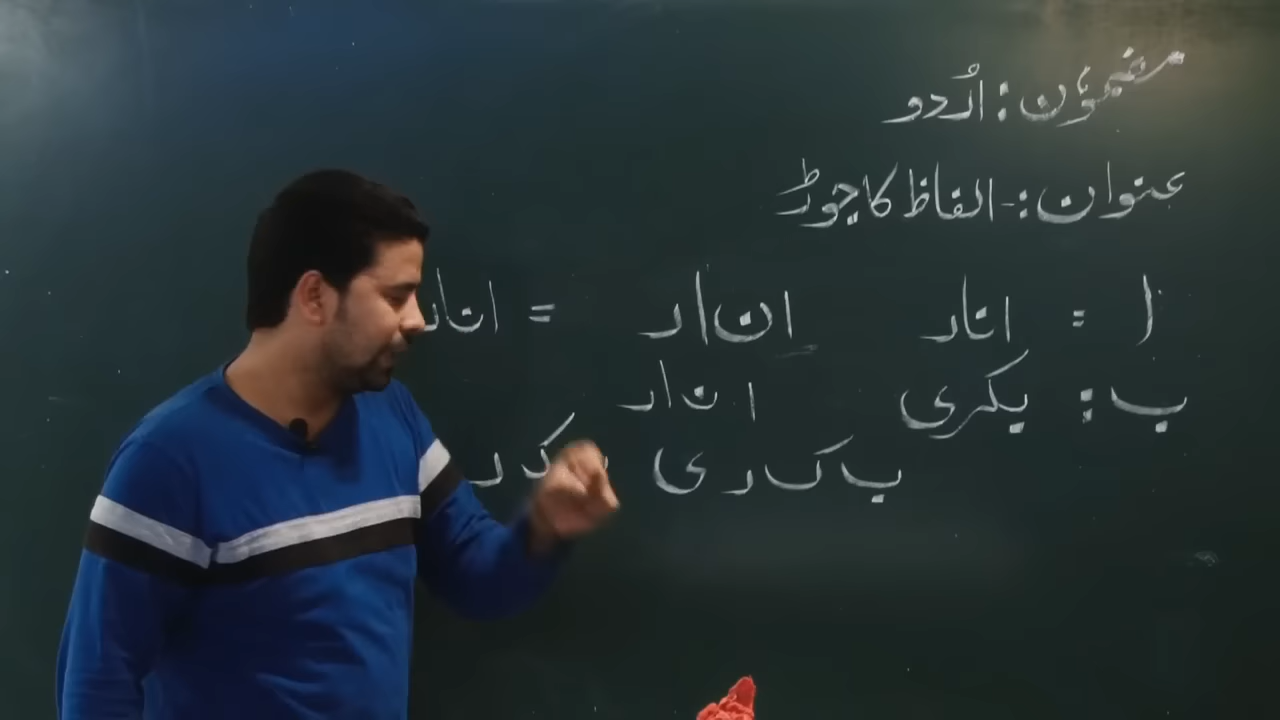 مضمون: اُردو
عنوان:- الفاظ کا جوڑ
ا : انار ا ن ا ر = انار
ب : بکری ا ن ا ر
ب ک ر ی ب ک ر